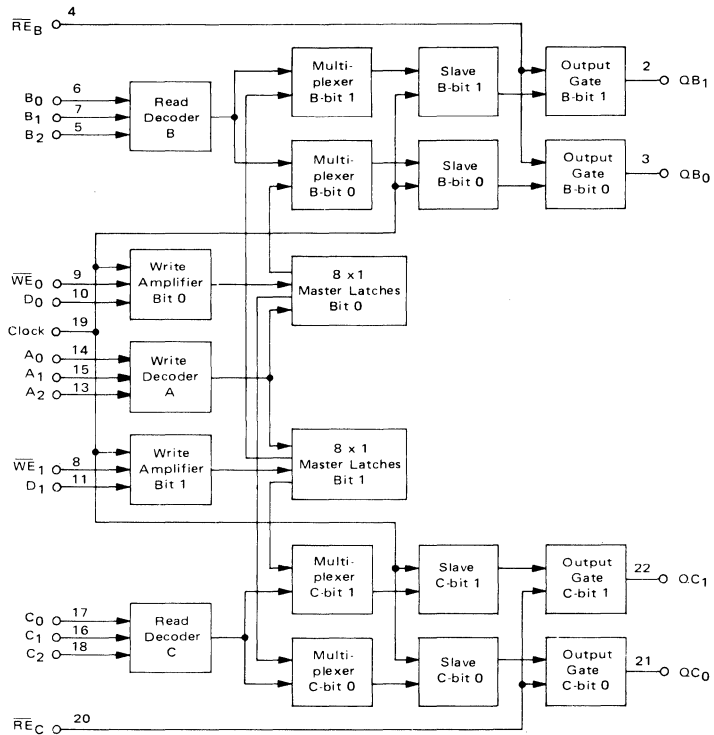 4
RE B
Multi-
plexer
B-bit 1
Slave
B-bit 1
Output
Gate
B-bit 1
2
QB1
B0
6
B1
7
B2
5
Read
Decoder
B
Multi-
plexer
B-bit 0
Slave
B-bit 0
Output
Gate
B-bit 0
3
QB0
WE0
9
D0
10
Write
Amplifier
Bit 0
8 x 1
Master Latches
Bit 0
Clock
19
A0
14
A1
15
A2
13
Write
Decoder
A
WE1
8
D1
11
Write
Amplifier
Bit 1
8 x 1
Master Latches
Bit 1
Multi-
plexer
C-bit 1
Slave
C-bit 1
Output
Gate
C-bit 1
22
QC1
C0
17
C1
16
C2
18
Read
Decoder
C
Multi-
plexer
C-bit 0
Slave
C-bit 0
Output
Gate
C-bit 0
21
QC0
RE C
20